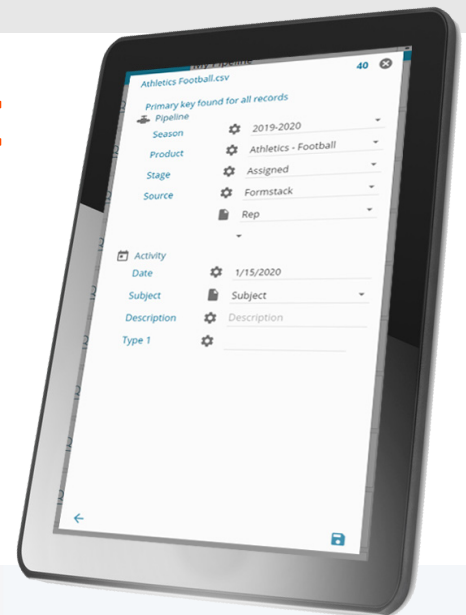 Athletics Football.csv
40
Primary key found for all records
Pipeline
Season 2019-2020
Product Athletics - Football
Stage Assigned
Source Formstack
Rep
Activity
Date 1/15/2020
Subject Subject
Description Description
Type 1